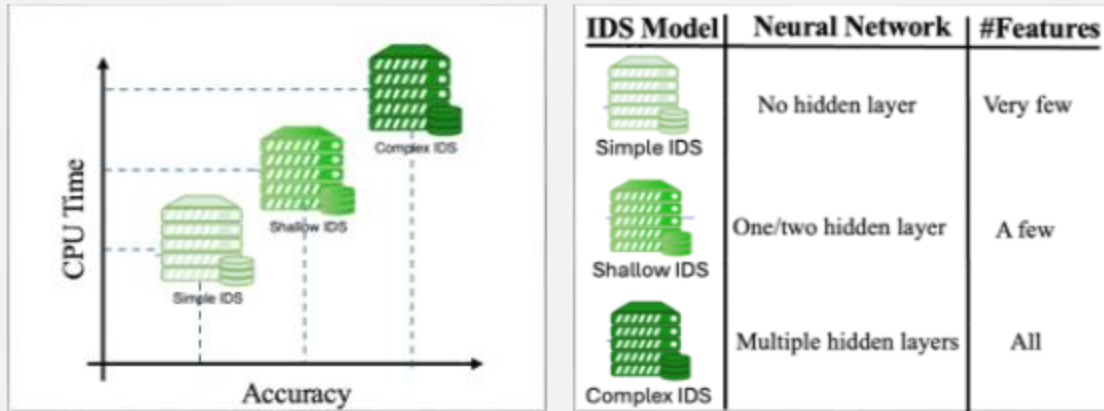 CPU Time
Complex IDS
Shallow IDS
Simple IDS
Accuracy
IDS Model Neural Network #Features
No hidden layer Very few
Simple IDS
One/two hidden layer A few
Shallow IDS
Multiple hidden layers All
Complex IDS